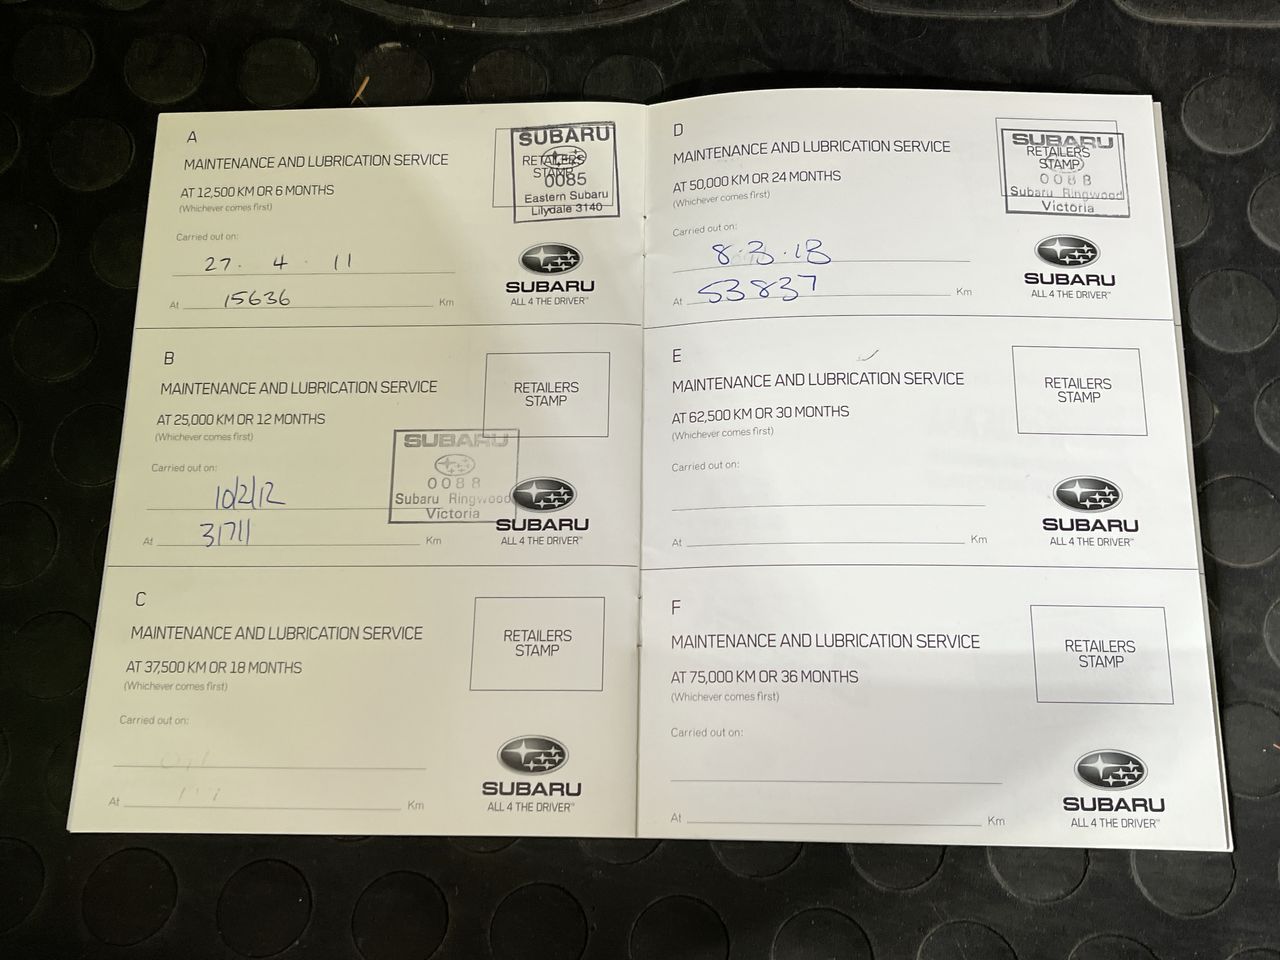 A
MAINTENANCE AND LUBRICATION SERVICE
AT 12,500 KM OR 6 MONTHS
(Whichever comes first)
Carried out on:
27. 4. 11
At 15636 Km
RETAILERS
STAMP
SUBARU
0085
Eastern Subaru
Lilydale 3140
SUBARU
ALL 4 THE DRIVER™
B
MAINTENANCE AND LUBRICATION SERVICE
AT 25,000 KM OR 12 MONTHS
(Whichever comes first)
Carried out on:
10/2/12
At 31711 Km
RETAILERS
STAMP
SUBARU
0088
Subaru Ringwood
Victoria
SUBARU
ALL 4 THE DRIVER™
C
MAINTENANCE AND LUBRICATION SERVICE
AT 37,500 KM OR 18 MONTHS
(Whichever comes first)
Carried out on:
At Km
RETAILERS
STAMP
SUBARU
ALL 4 THE DRIVER™
D
MAINTENANCE AND LUBRICATION SERVICE
AT 50,000 KM OR 24 MONTHS
(Whichever comes first)
Carried out on:
8.3.13
At 53837 Km
RETAILERS
STAMP
SUBARU
0088
Subaru Ringwood
Victoria
SUBARU
ALL 4 THE DRIVER™
E
MAINTENANCE AND LUBRICATION SERVICE
AT 62,500 KM OR 30 MONTHS
(Whichever comes first)
Carried out on:
At Km
RETAILERS
STAMP
SUBARU
ALL 4 THE DRIVER™
F
MAINTENANCE AND LUBRICATION SERVICE
AT 75,000 KM OR 36 MONTHS
(Whichever comes first)
Carried out on:
At Km
RETAILERS
STAMP
SUBARU
ALL 4 THE DRIVER™